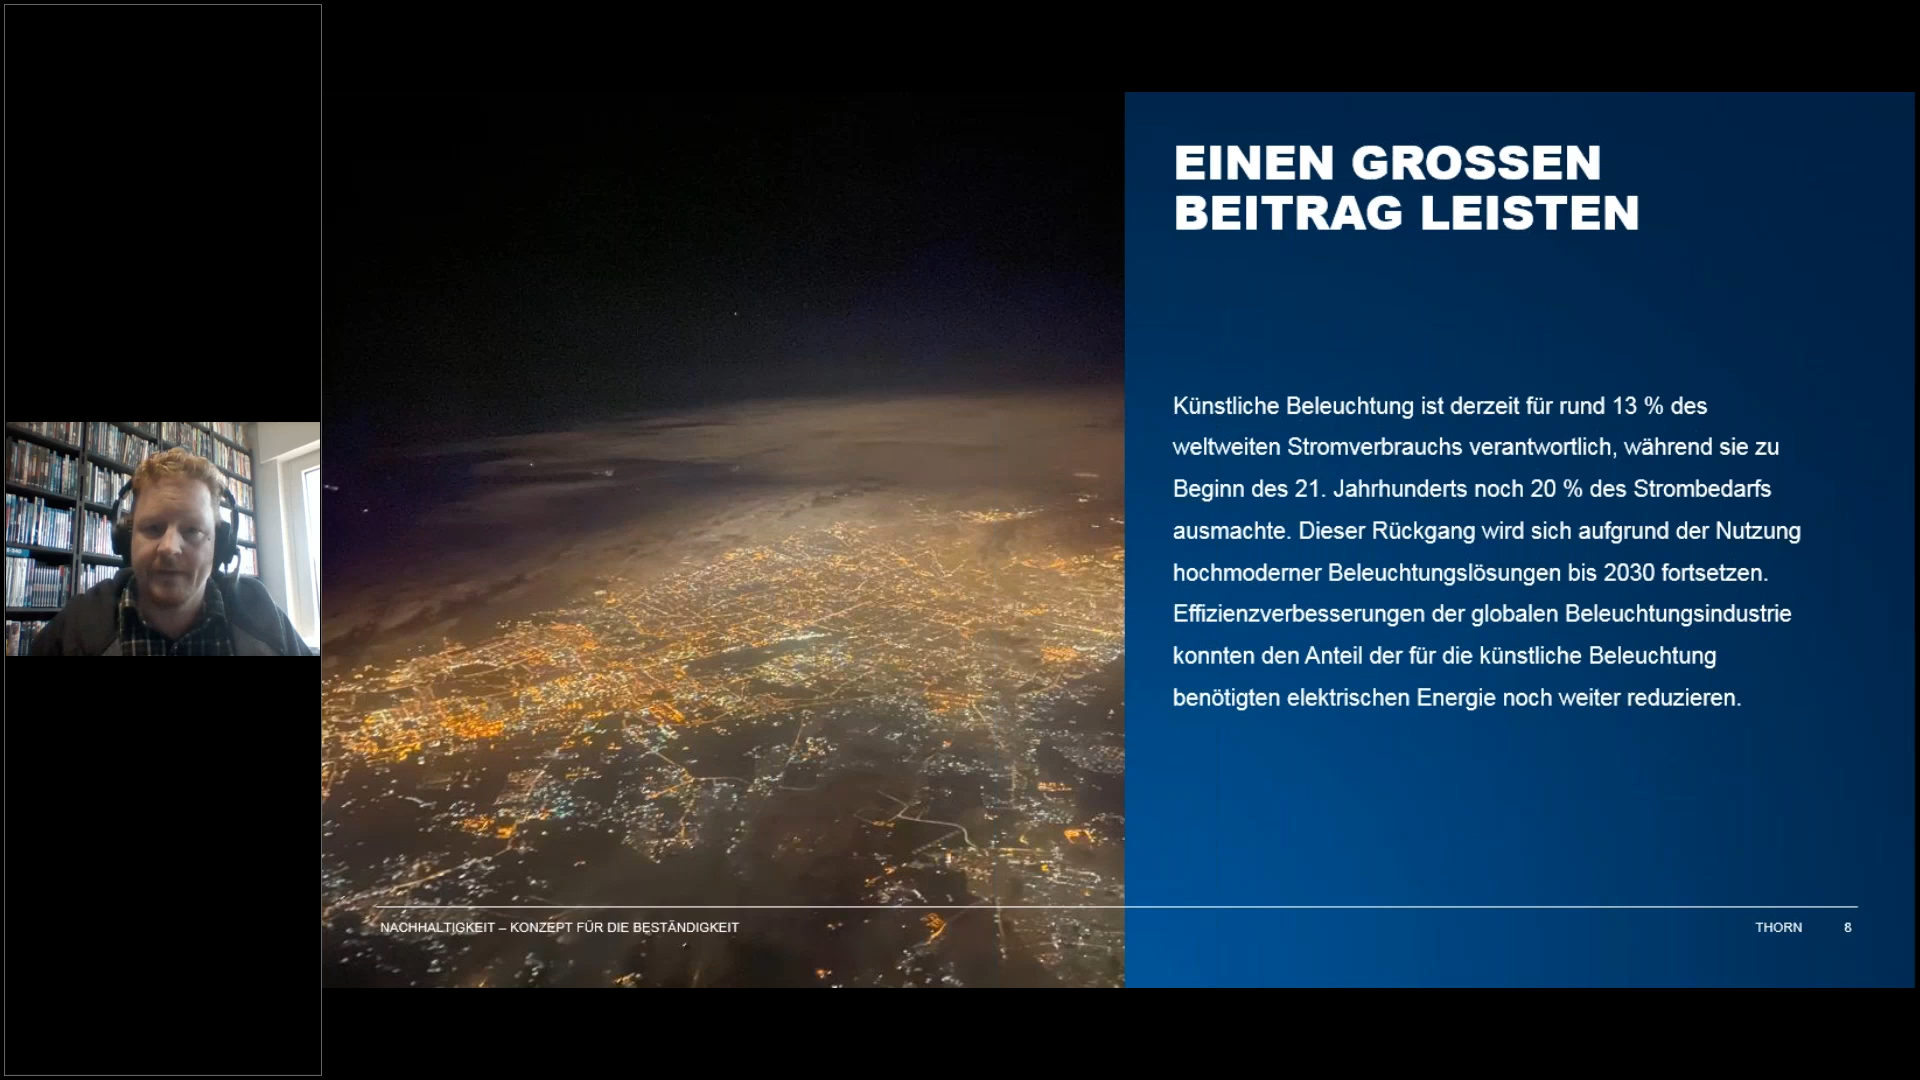 EINEN GROSSEN
BEITRAG LEISTEN
Künstliche Beleuchtung ist derzeit für rund 13 % des
weltweiten Stromverbrauchs verantwortlich, während sie zu
Beginn des 21. Jahrhunderts noch 20 % des Strombedarfs
ausmachte. Dieser Rückgang wird sich aufgrund der Nutzung
hochmoderner Beleuchtungslösungen bis 2030 fortsetzen.
Effizienzverbesserungen der globalen Beleuchtungsindustrie
konnten den Anteil der für die künstliche Beleuchtung
benötigten elektrischen Energie noch weiter reduzieren.
NACHHALTIGKEIT – KONZEPT FÜR DIE BESTÄNDIGKEIT
THORN 8